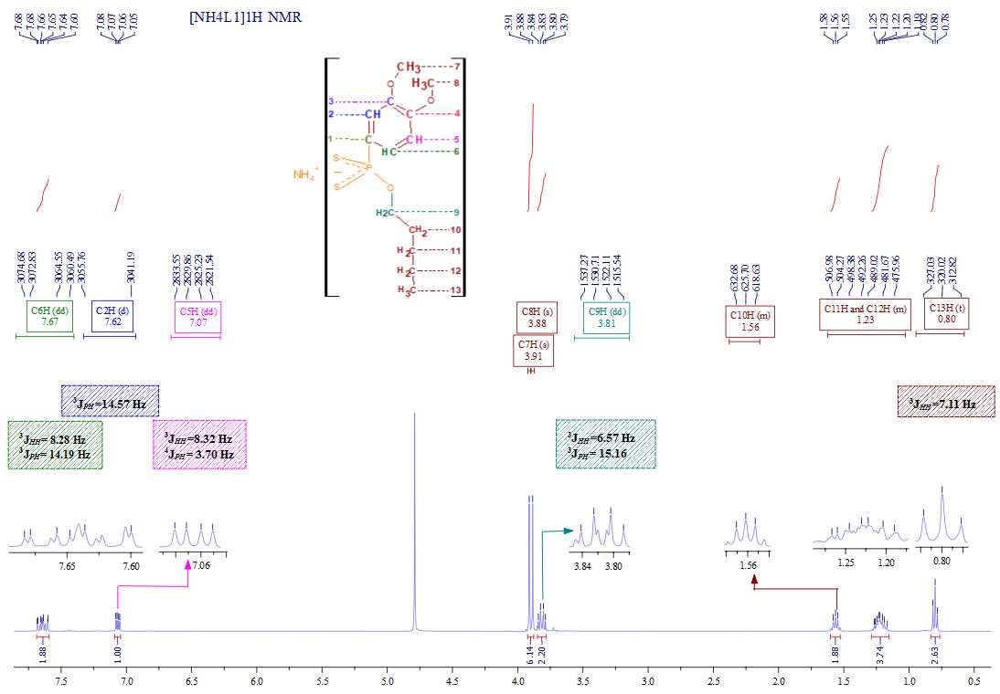 [NH4L1]1H NMR
7.68
7.68
7.66
7.65
7.64
7.60
7.08
7.07
7.06
7.05
3.91
3.88
3.84
3.83
3.80
3.79
1.58
1.56
1.55
1.25
1.23
1.22
1.20
1.19
0.82
0.80
0.78
CH3 7
H3C 8
O
O
3 C
2 CH
C 4
1 C
CH 5
HC 6
S
P
NH4+
S
O
H2C 9
CH2 10
H2C 11
H2C 12
H3C 13
3074.68
3072.83
3064.55
3060.49
3055.76
3041.19
2833.55
2829.86
2825.23
2821.54
1537.27
1530.71
1522.11
1515.54
632.68
625.70
618.63
506.98
504.27
498.38
492.26
489.02
481.67
475.96
327.03
320.02
312.82
C6H (dd)
7.67
C2H (d)
7.62
C5H (dd)
7.07
C8H (s)
3.88
C7H (s)
3.91
C9H (dd)
3.81
C10H (m)
1.56
C11H and C12H (m)
1.23
C13H (t)
0.80
3JPH=14.57 Hz
3JHH=7.11 Hz
3JHH= 8.28 Hz
3JPH= 14.19 Hz
3JHH=8.32 Hz
4JPH= 3.70 Hz
3JHH=6.57 Hz
3JPH= 15.16
7.65 7.60
7.06
3.84 3.80
1.56
1.25 1.20
0.80
1.88
1.00
6.14
2.20
1.88
3.74
2.63
7.5 7.0 6.5 6.0 5.5 5.0 4.5 4.0 3.5 3.0 2.5 2.0 1.5 1.0 0.5